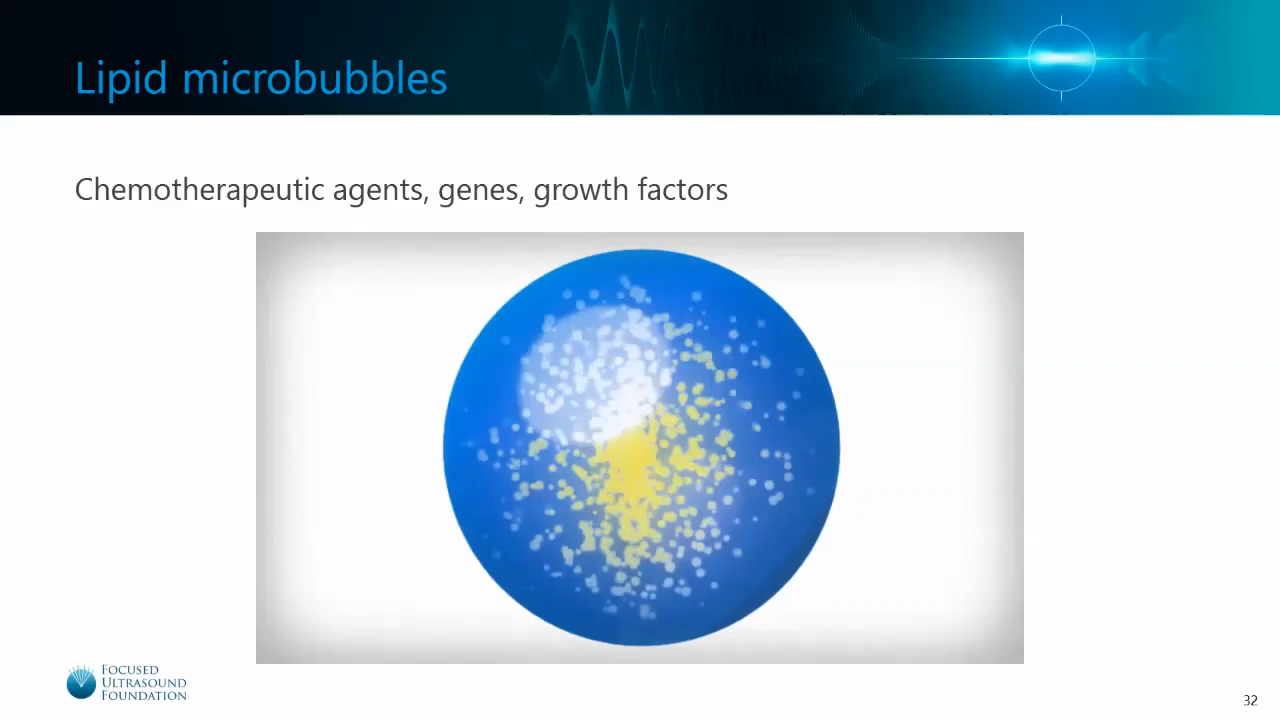 Lipid microbubbles
Chemotherapeutic agents, genes, growth factors
FOCUSED
ULTRASOUND
FOUNDATION
32